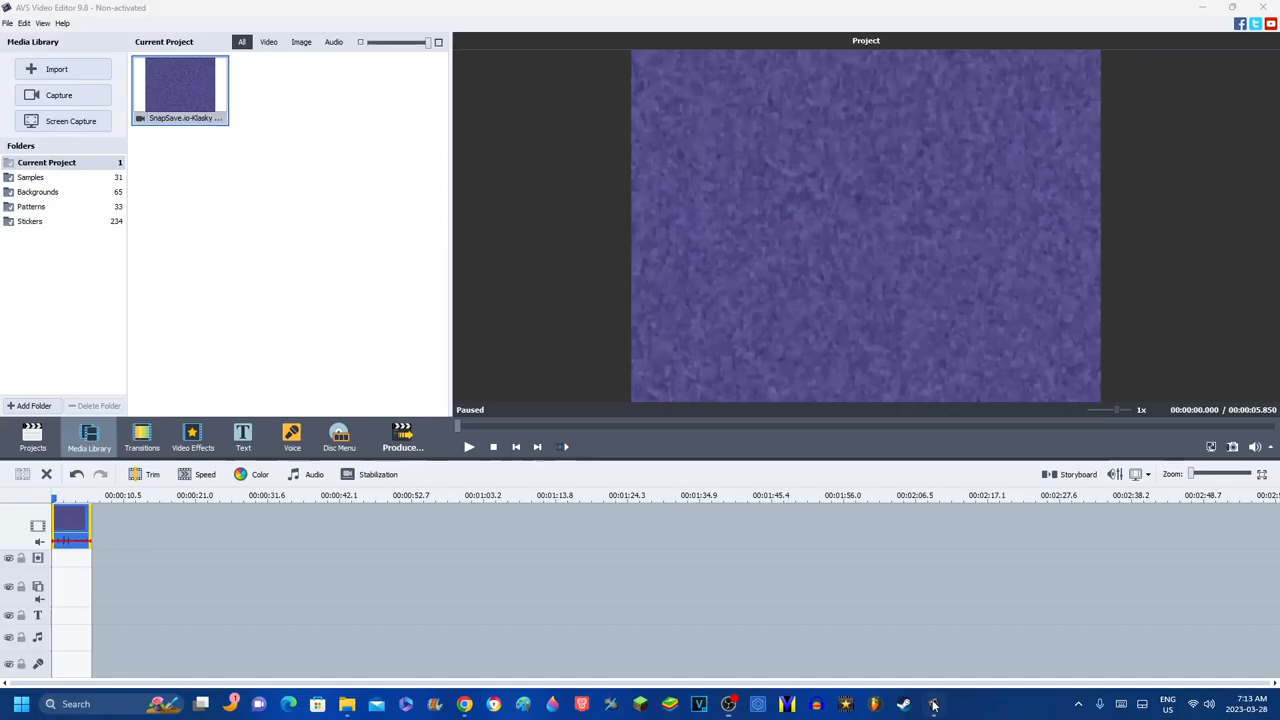 AVS Video Editor 9.8 - Non-activated
File Edit View Help
Media Library
Import
Capture
Screen Capture
Folders
Current Project 1
Samples 31
Backgrounds 65
Patterns 33
Stickers 234
Add Folder Delete Folder
Current Project All Video Image Audio
SnapSave.io-Klasky ...
Project
Paused 1x 00:00:00.000 / 00:00:05.850
Projects Media Library Transitions Video Effects Text Voice Disc Menu Produce...
Trim Speed Color Audio Stabilization Storyboard Zoom:
00:00:10.5 00:00:21.0 00:00:31.6 00:00:42.1 00:00:52.7 00:01:03.2 00:01:13.8 00:01:24.3 00:01:34.9 00:01:45.4 00:01:56.0 00:02:06.5 00:02:17.1 00:02:27.6 00:02:38.2 00:02:48.7 00:02:5
T
Search 1 ENG US 7:13 AM 2023-03-28